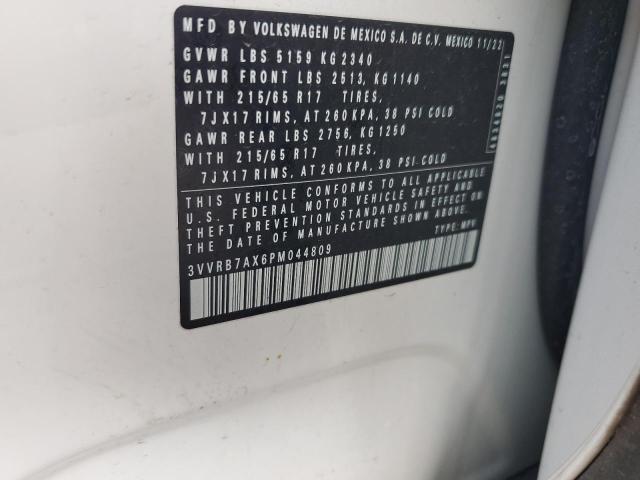 MFD BY VOLKSWAGEN DE MEXICO S.A. DE C.V. MEXICO 11/22
GVWR LBS 5159 KG 2340
GAWR FRONT LBS 2513, KG 1140
WITH 215/65 R17 TIRES,
7JX17 RIMS, AT 260 KPA, 38 PSI COLD
GAWR REAR LBS 2756, KG 1250
WITH 215/65 R17 TIRES,
7JX17 RIMS, AT 260 KPA, 38 PSI COLD
THIS VEHICLE CONFORMS TO ALL APPLICABLE
U.S. FEDERAL MOTOR VEHICLE SAFETY AND
THEFT PREVENTION STANDARDS IN EFFECT ON
THE DATE OF MANUFACTURE SHOWN ABOVE.
3VVRB7AX6PM044809 TYPE: MPV